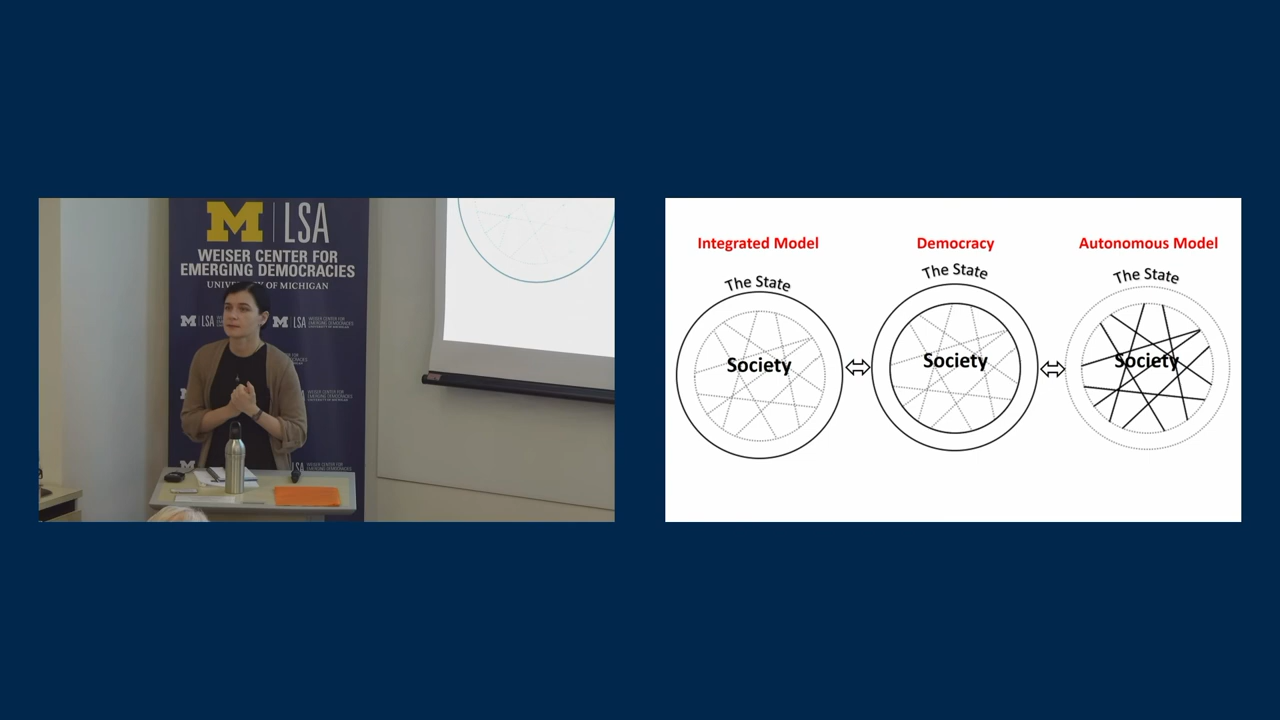 M LSA
WEISER CENTER FOR
EMERGING DEMOCRACIES
UNIVERSITY OF MICHIGAN
Integrated Model
Democracy
Autonomous Model
The State
The State
The State
Society
Society
Society